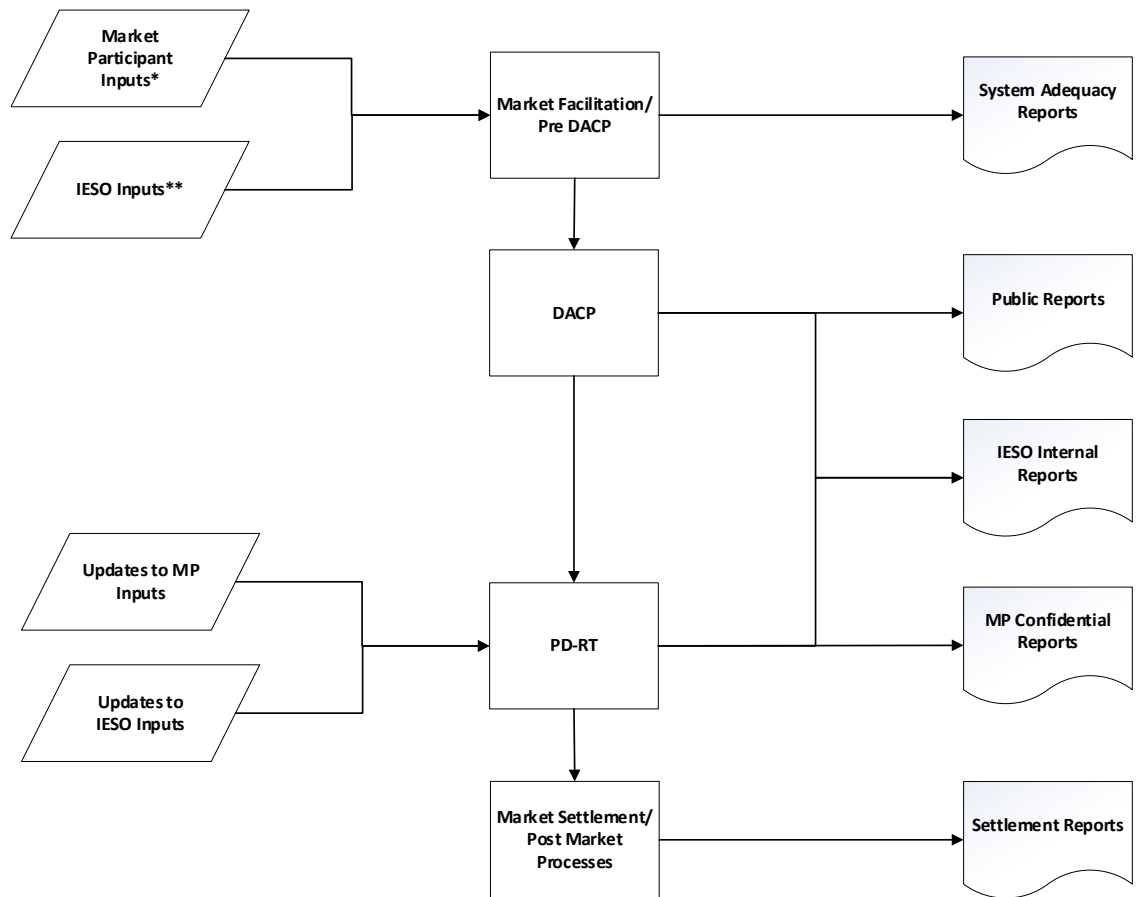 Market
Participant
Inputs*
IESO Inputs**
Market Facilitation/
Pre DACP
System Adequacy
Reports
DACP
Public Reports
IESO Internal
Reports
Updates to MP
Inputs
Updates to
IESO Inputs
PD-RT
MP Confidential
Reports
Market Settlement/
Post Market
Processes
Settlement Reports